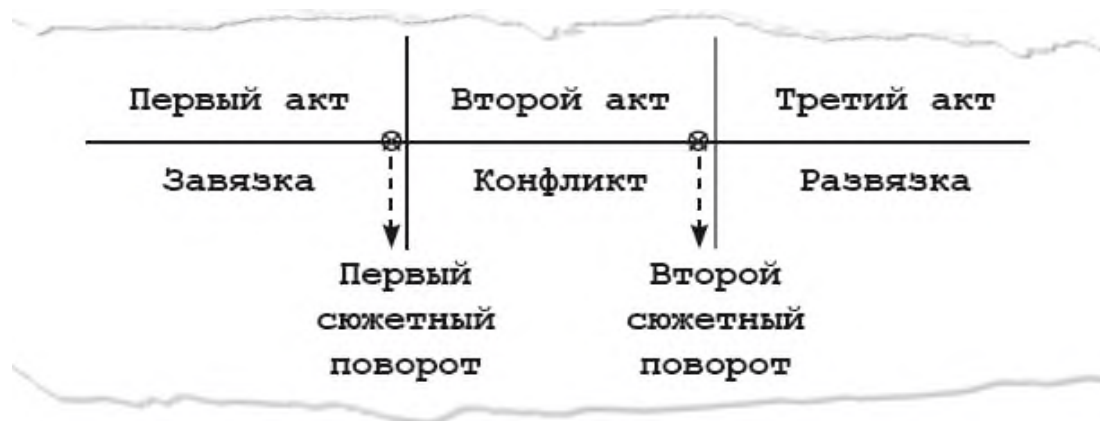 Первый акт
Второй акт
Третий акт
Завязка
Конфликт
Развязка
Первый
сюжетный
поворот
Второй
сюжетный
поворот